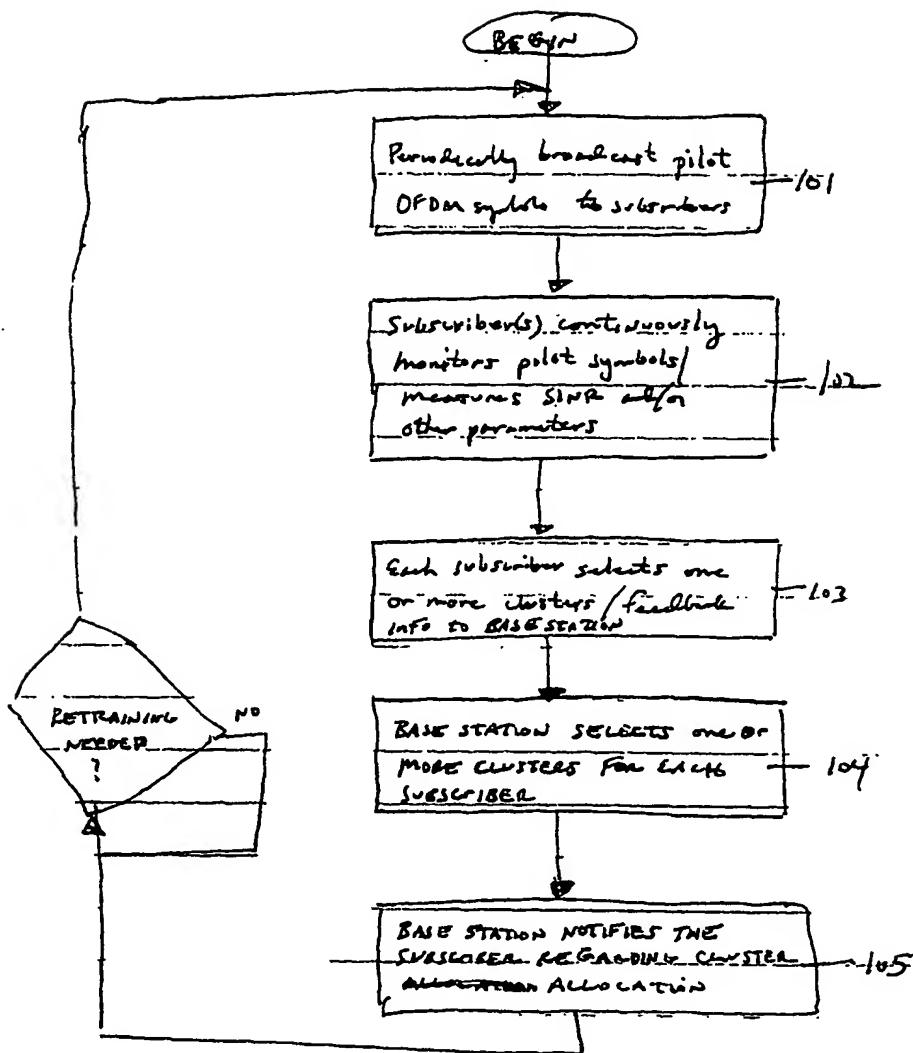 BEGIN
Periodically broadcast pilot
OFDM symbols to subscribers
101
Subscriber(s) continuously
monitors pilot symbols/
measures SINR and/or
other parameters
102
Each subscriber selects one
or more clusters/feedback
info to BASE STATION
103
BASE STATION SELECTS one OR
MORE CLUSTERS FOR EACH
SUBSCRIBER
104
BASE STATION NOTIFIES THE
SUBSCRIBER REGARDING CLUSTER
ALLOCATION
105
RETRAINING
NEEDED
?
NO